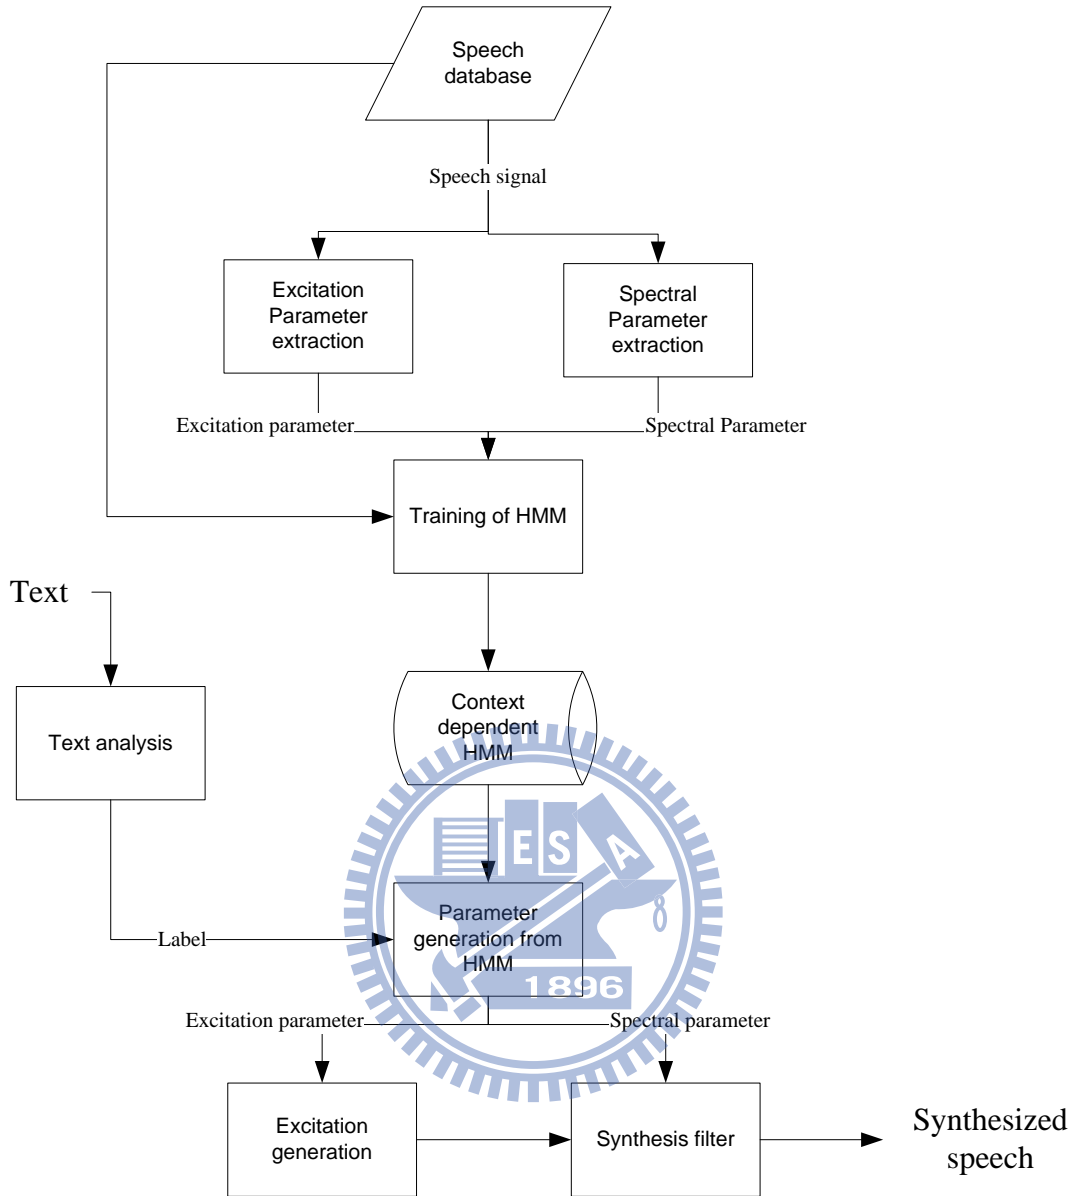 Speech
database
Speech signal
Excitation
Parameter
extraction
Spectral
Parameter
extraction
Excitation parameter
Spectral Parameter
Training of HMM
Text
Text analysis
Context
dependent
HMM
E S A
Label
Parameter
generation from
HMM
1896
Excitation parameter
Spectral parameter
Excitation
generation
Synthesis filter
Synthesized
speech